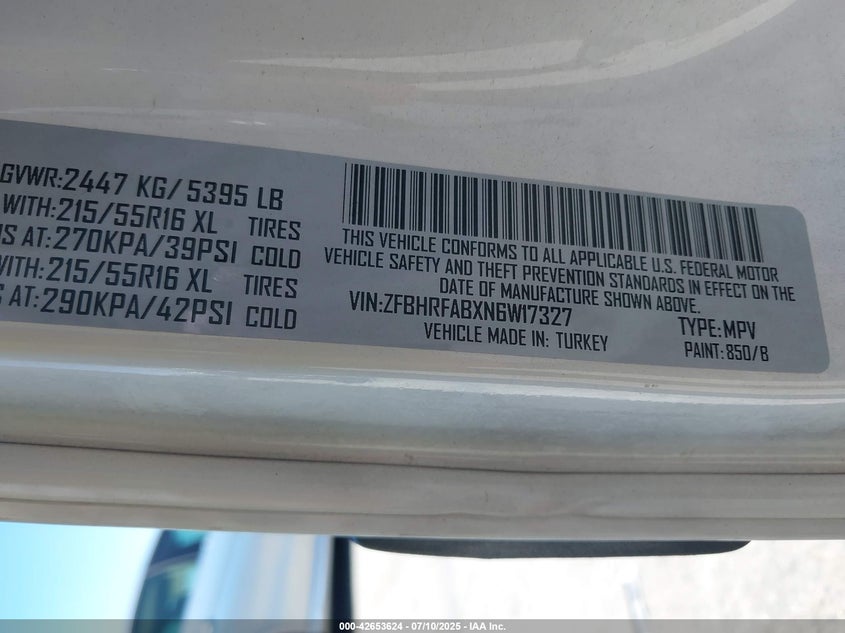 GVWR:2447 KG/ 5395 LB
WITH:215/55R16 XL TIRES
AT:270KPA/39PSI COLD
WITH:215/55R16 XL TIRES
AT:290KPA/42PSI COLD
THIS VEHICLE CONFORMS TO ALL APPLICABLE U.S. FEDERAL MOTOR
VEHICLE SAFETY AND THEFT PREVENTION STANDARDS IN EFFECT ON THE
DATE OF MANUFACTURE SHOWN ABOVE.
VIN:ZFBHRFABXN6W17327 TYPE:MPV
VEHICLE MADE IN: TURKEY PAINT:850/B
000-42653624 - 07/10/2025 - IAA Inc.